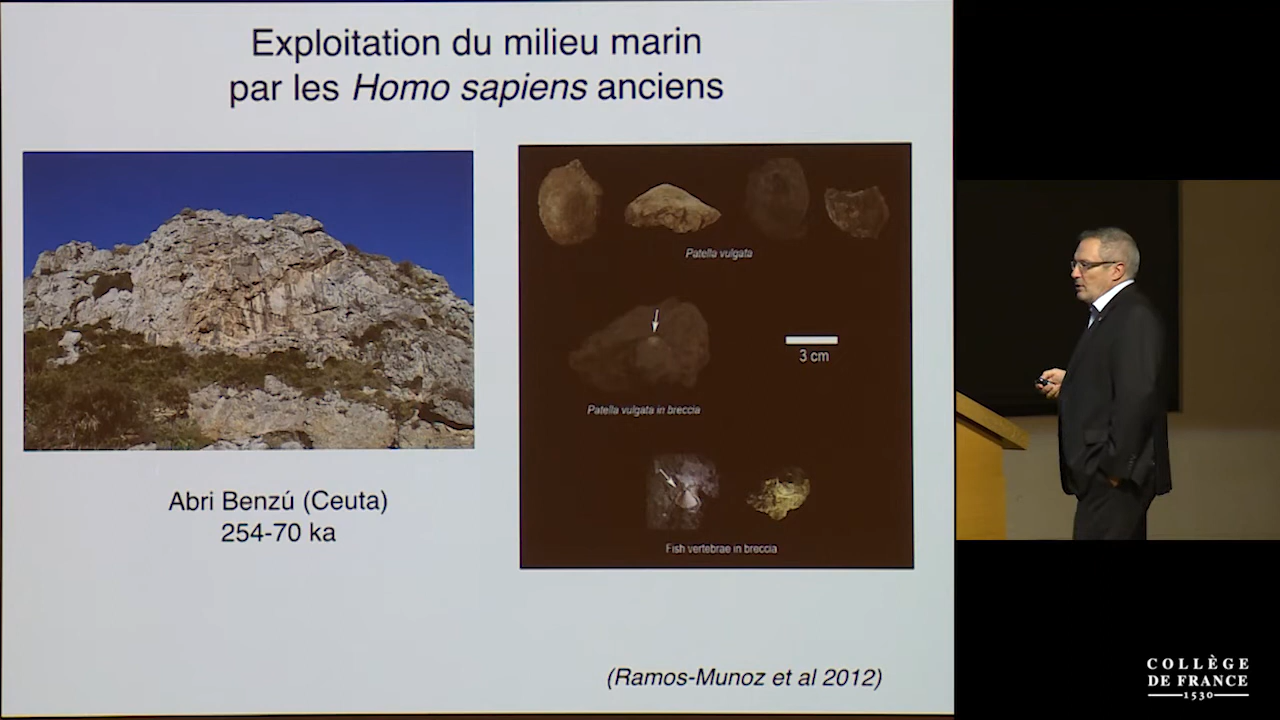 Exploitation du milieu marin
par les Homo sapiens anciens
Patella vulgata
3 cm
Patella vulgata in breccia
Fish vertebrae in breccia
Abri Benzú (Ceuta)
254-70 ka
(Ramos-Munoz et al 2012)
COLLÈGE
DE FRANCE
1530